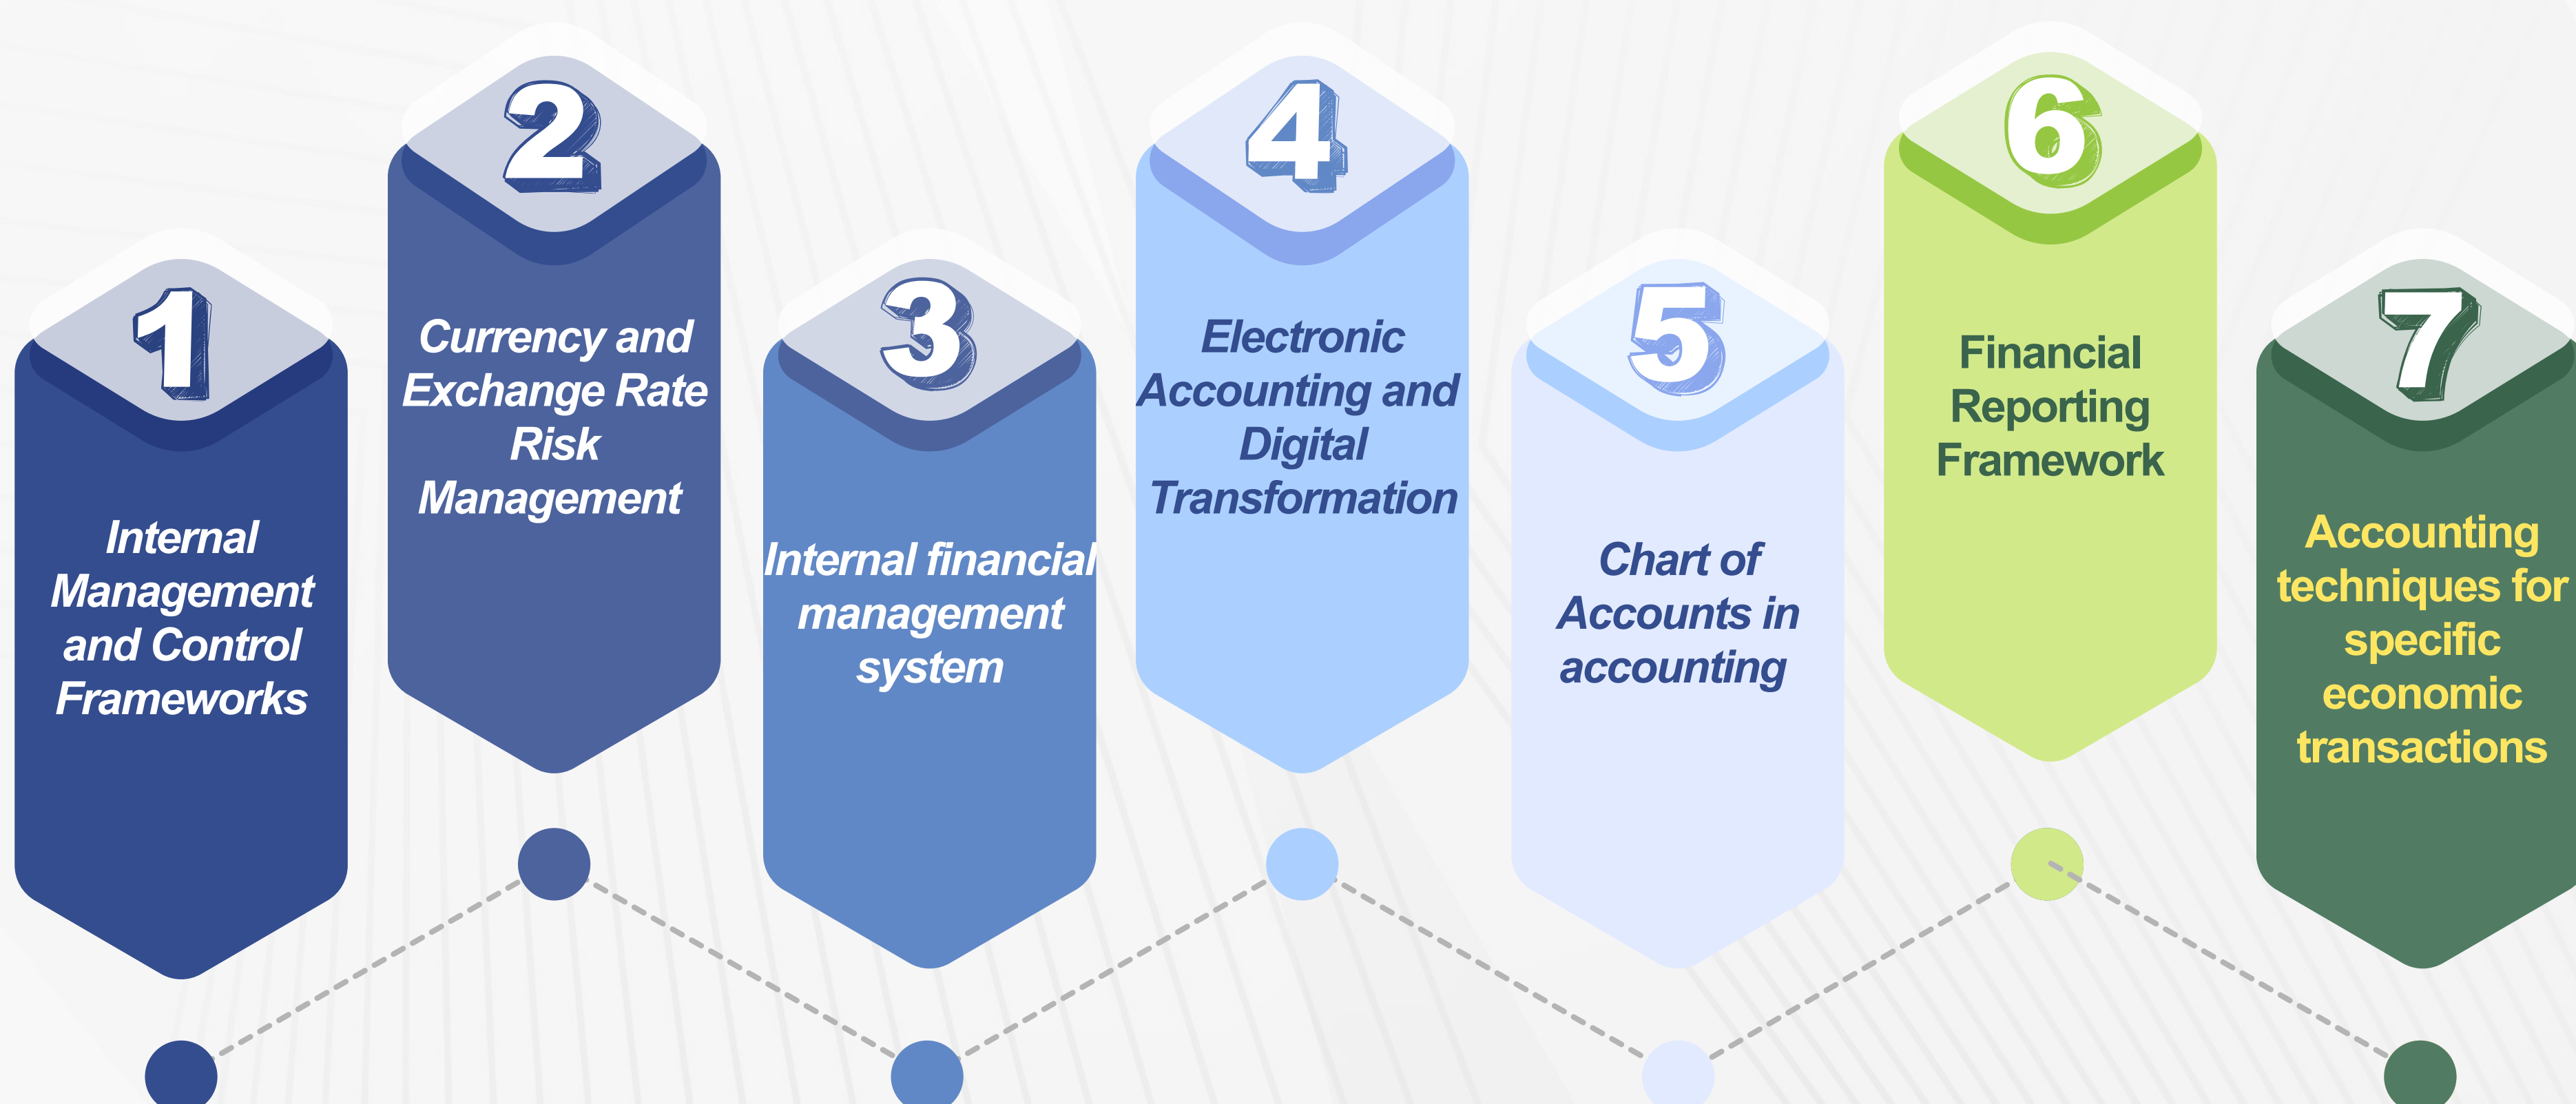 1
Internal
Management
and Control
Frameworks
2
Currency and
Exchange Rate
Risk
Management
3
Internal financial
management
system
4
Electronic
Accounting and
Digital
Transformation
5
Chart of
Accounts in
accounting
6
Financial
Reporting
Framework
7
Accounting
techniques for
specific
economic
transactions